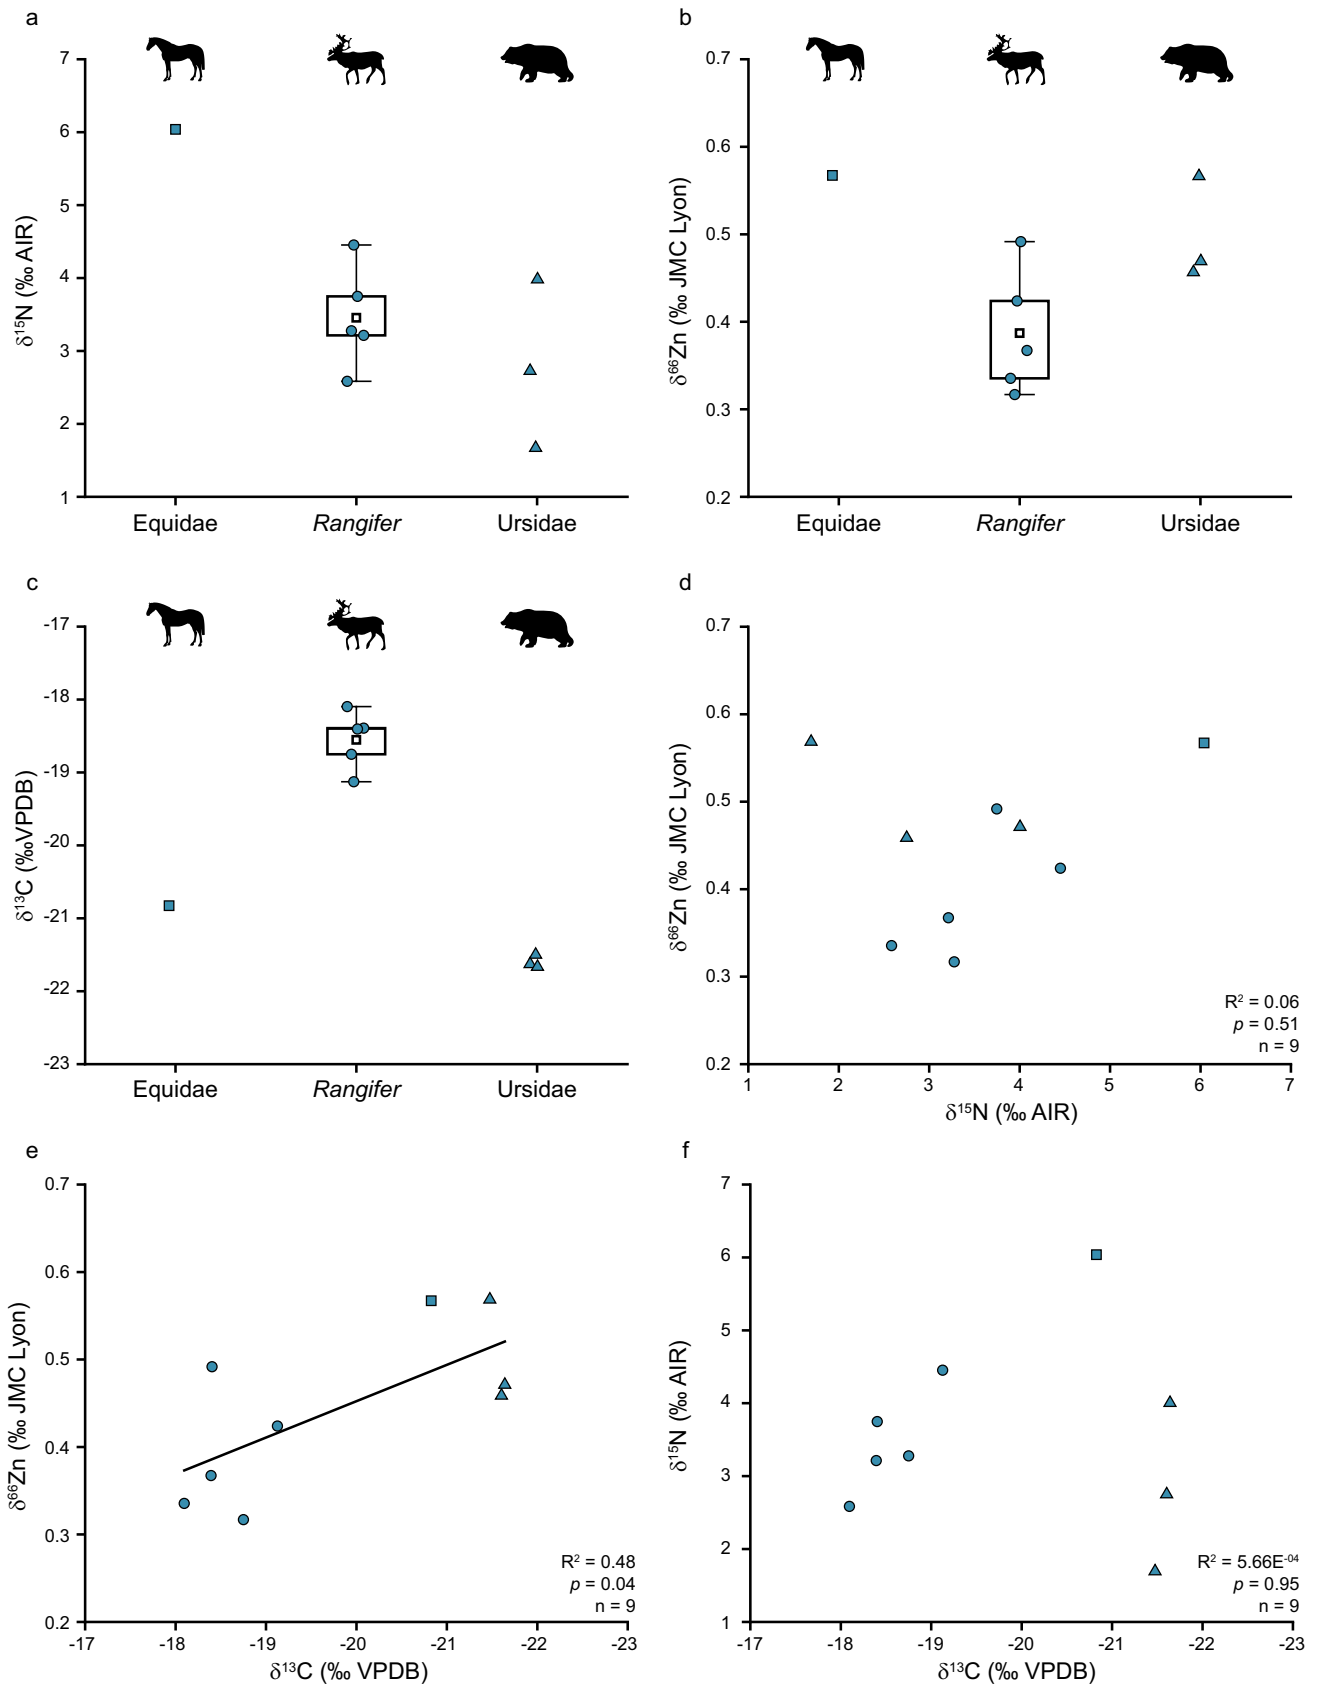 a
7
6
5
4
3
2
1
δ¹⁵N (‰ AIR)
Equidae
Rangifer
Ursidae
b
0.7
0.6
0.5
0.4
0.3
0.2
δ⁶⁶Zn (‰ JMC Lyon)
Equidae
Rangifer
Ursidae
c
-17
-18
-19
-20
-21
-22
-23
δ¹³C (‰VPDB)
Equidae
Rangifer
Ursidae
d
0.7
0.6
0.5
0.4
0.3
0.2
δ⁶⁶Zn (‰ JMC Lyon)
R² = 0.06
p = 0.51
n = 9
1 2 3 4 5 6 7
δ¹⁵N (‰ AIR)
e
0.7
0.6
0.5
0.4
0.3
0.2
δ⁶⁶Zn (‰ JMC Lyon)
R² = 0.48
p = 0.04
n = 9
-17 -18 -19 -20 -21 -22 -23
δ¹³C (‰ VPDB)
f
7
6
5
4
3
2
1
δ¹⁵N (‰ AIR)
R² = 5.66E⁻⁰⁴
p = 0.95
n = 9
-17 -18 -19 -20 -21 -22 -23
δ¹³C (‰ VPDB)